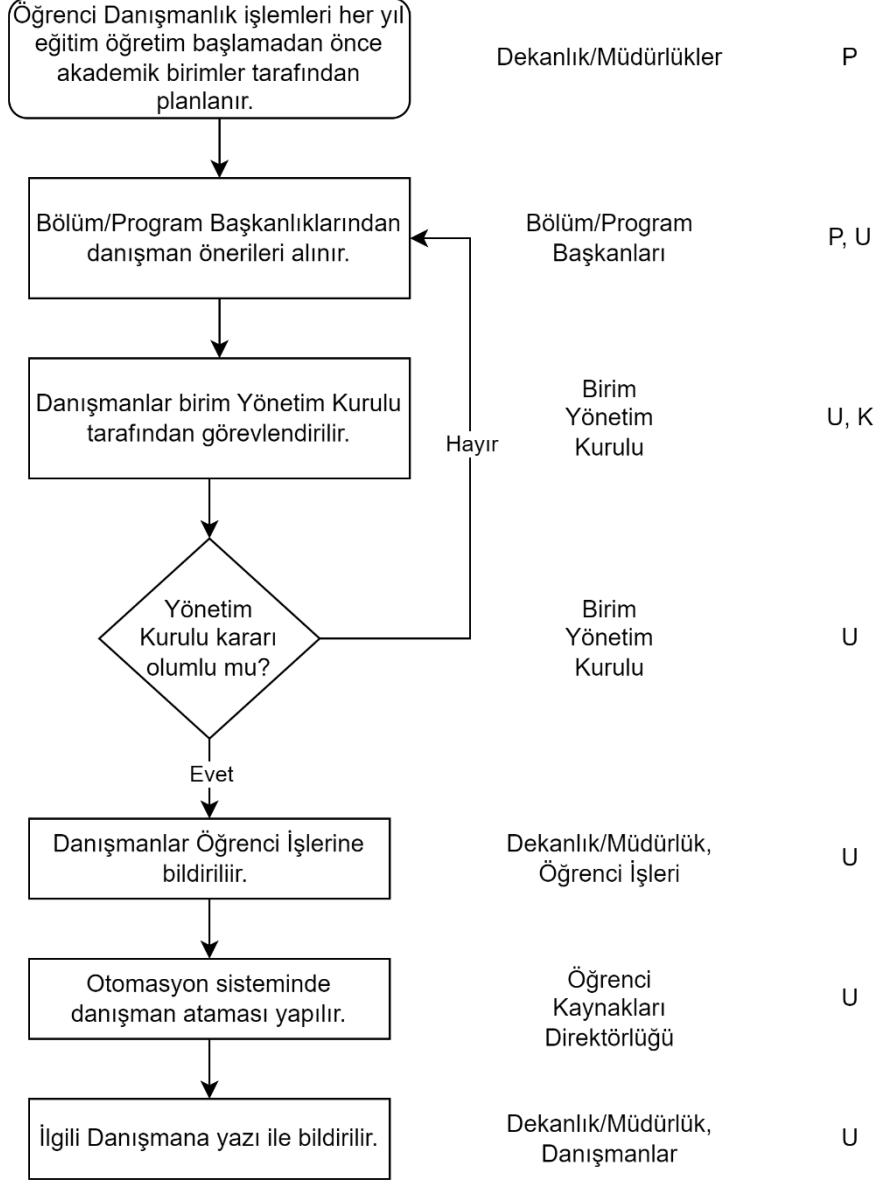 Öğrenci Danışmanlık işlemleri her yıl
eğitim öğretim başlamadan önce
akademik birimler tarafından
planlanır.
Dekanlık/Müdürlükler
P
Bölüm/Program Başkanlıklarından
danışman önerileri alınır.
Bölüm/Program
Başkanları
P, U
Danışmanlar birim Yönetim Kurulu
tarafından görevlendirilir.
Birim
Yönetim
Kurulu
U, K
Hayır
Yönetim
Kurulu kararı
olumlu mu?
Birim
Yönetim
Kurulu
U
Evet
Danışmanlar Öğrenci İşlerine
bildiriliir.
Dekanlık/Müdürlük,
Öğrenci İşleri
U
Otomasyon sisteminde
danışman ataması yapılır.
Öğrenci
Kaynakları
Direktörlüğü
U
İlgili Danışmana yazı ile bildirilir.
Dekanlık/Müdürlük,
Danışmanlar
U